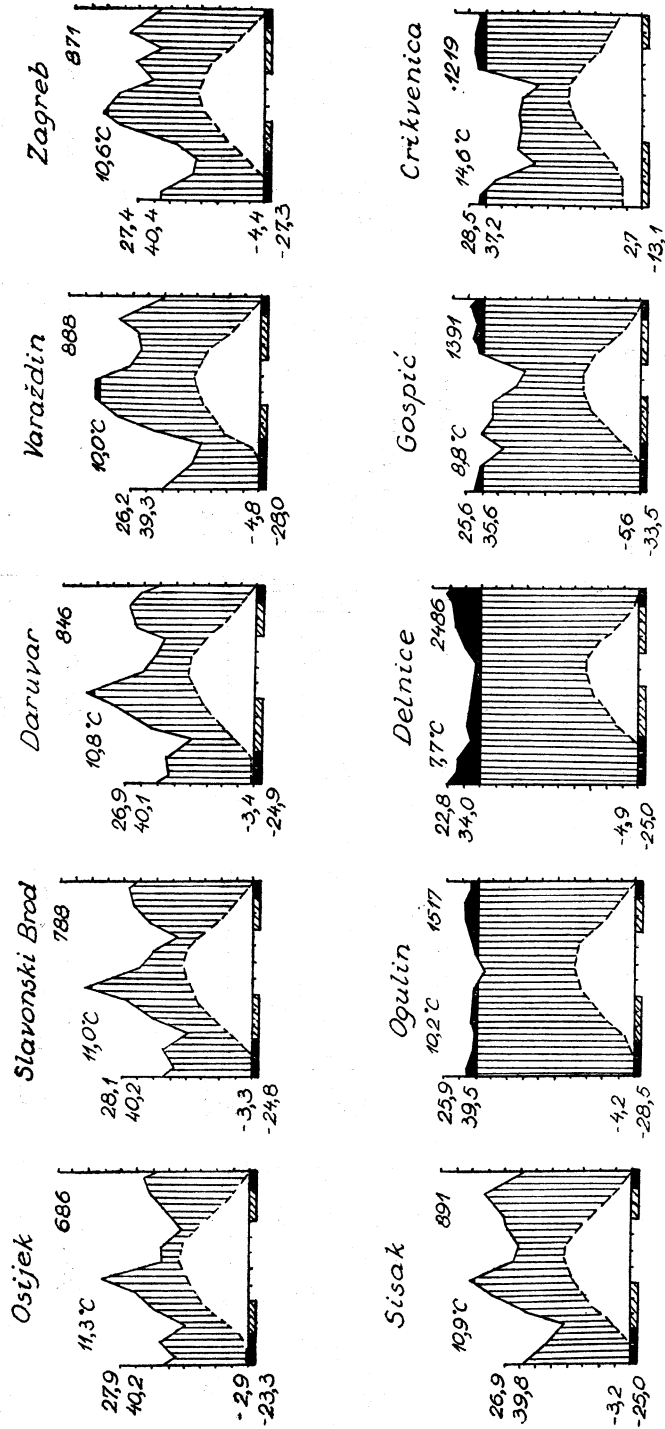 Osijek
11,3°C 686
27,9
40,2
-2,9
-23,3
Slavonski Brod
11,0°C 788
28,1
40,2
-3,3
-24,8
Daruvar
10,8°C 846
26,9
40,1
-3,4
-24,9
Varaždin
10,0°C 888
26,2
39,3
-4,8
-28,0
Zagreb
10,6°C 871
27,4
40,4
-4,4
-27,3
Sisak
10,9°C 891
26,9
39,8
-3,2
-25,0
Ogulin
10,2°C 1517
25,9
39,5
-4,2
-28,5
Delnice
7,7°C 2486
22,8
34,0
-4,9
-25,0
Gospić
8,8°C 1391
25,6
35,6
-5,6
-33,5
Crikvenica
14,6°C 1219
28,5
37,2
2,7
-13,1